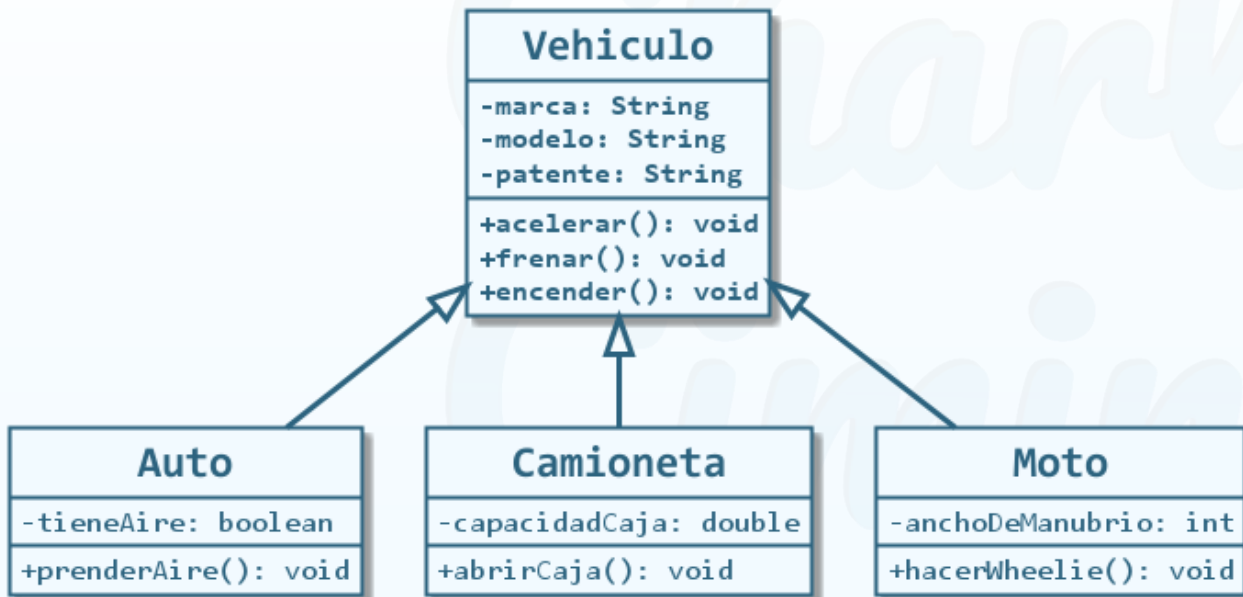 Vehiculo
-marca: String
-modelo: String
-patente: String
+acelerar(): void
+frenar(): void
+encender(): void
Auto
-tieneAire: boolean
+prenderAire(): void
Camioneta
-capacidadCaja: double
+abrirCaja(): void
Moto
-anchoDeManubrio: int
+hacerWheelie(): void